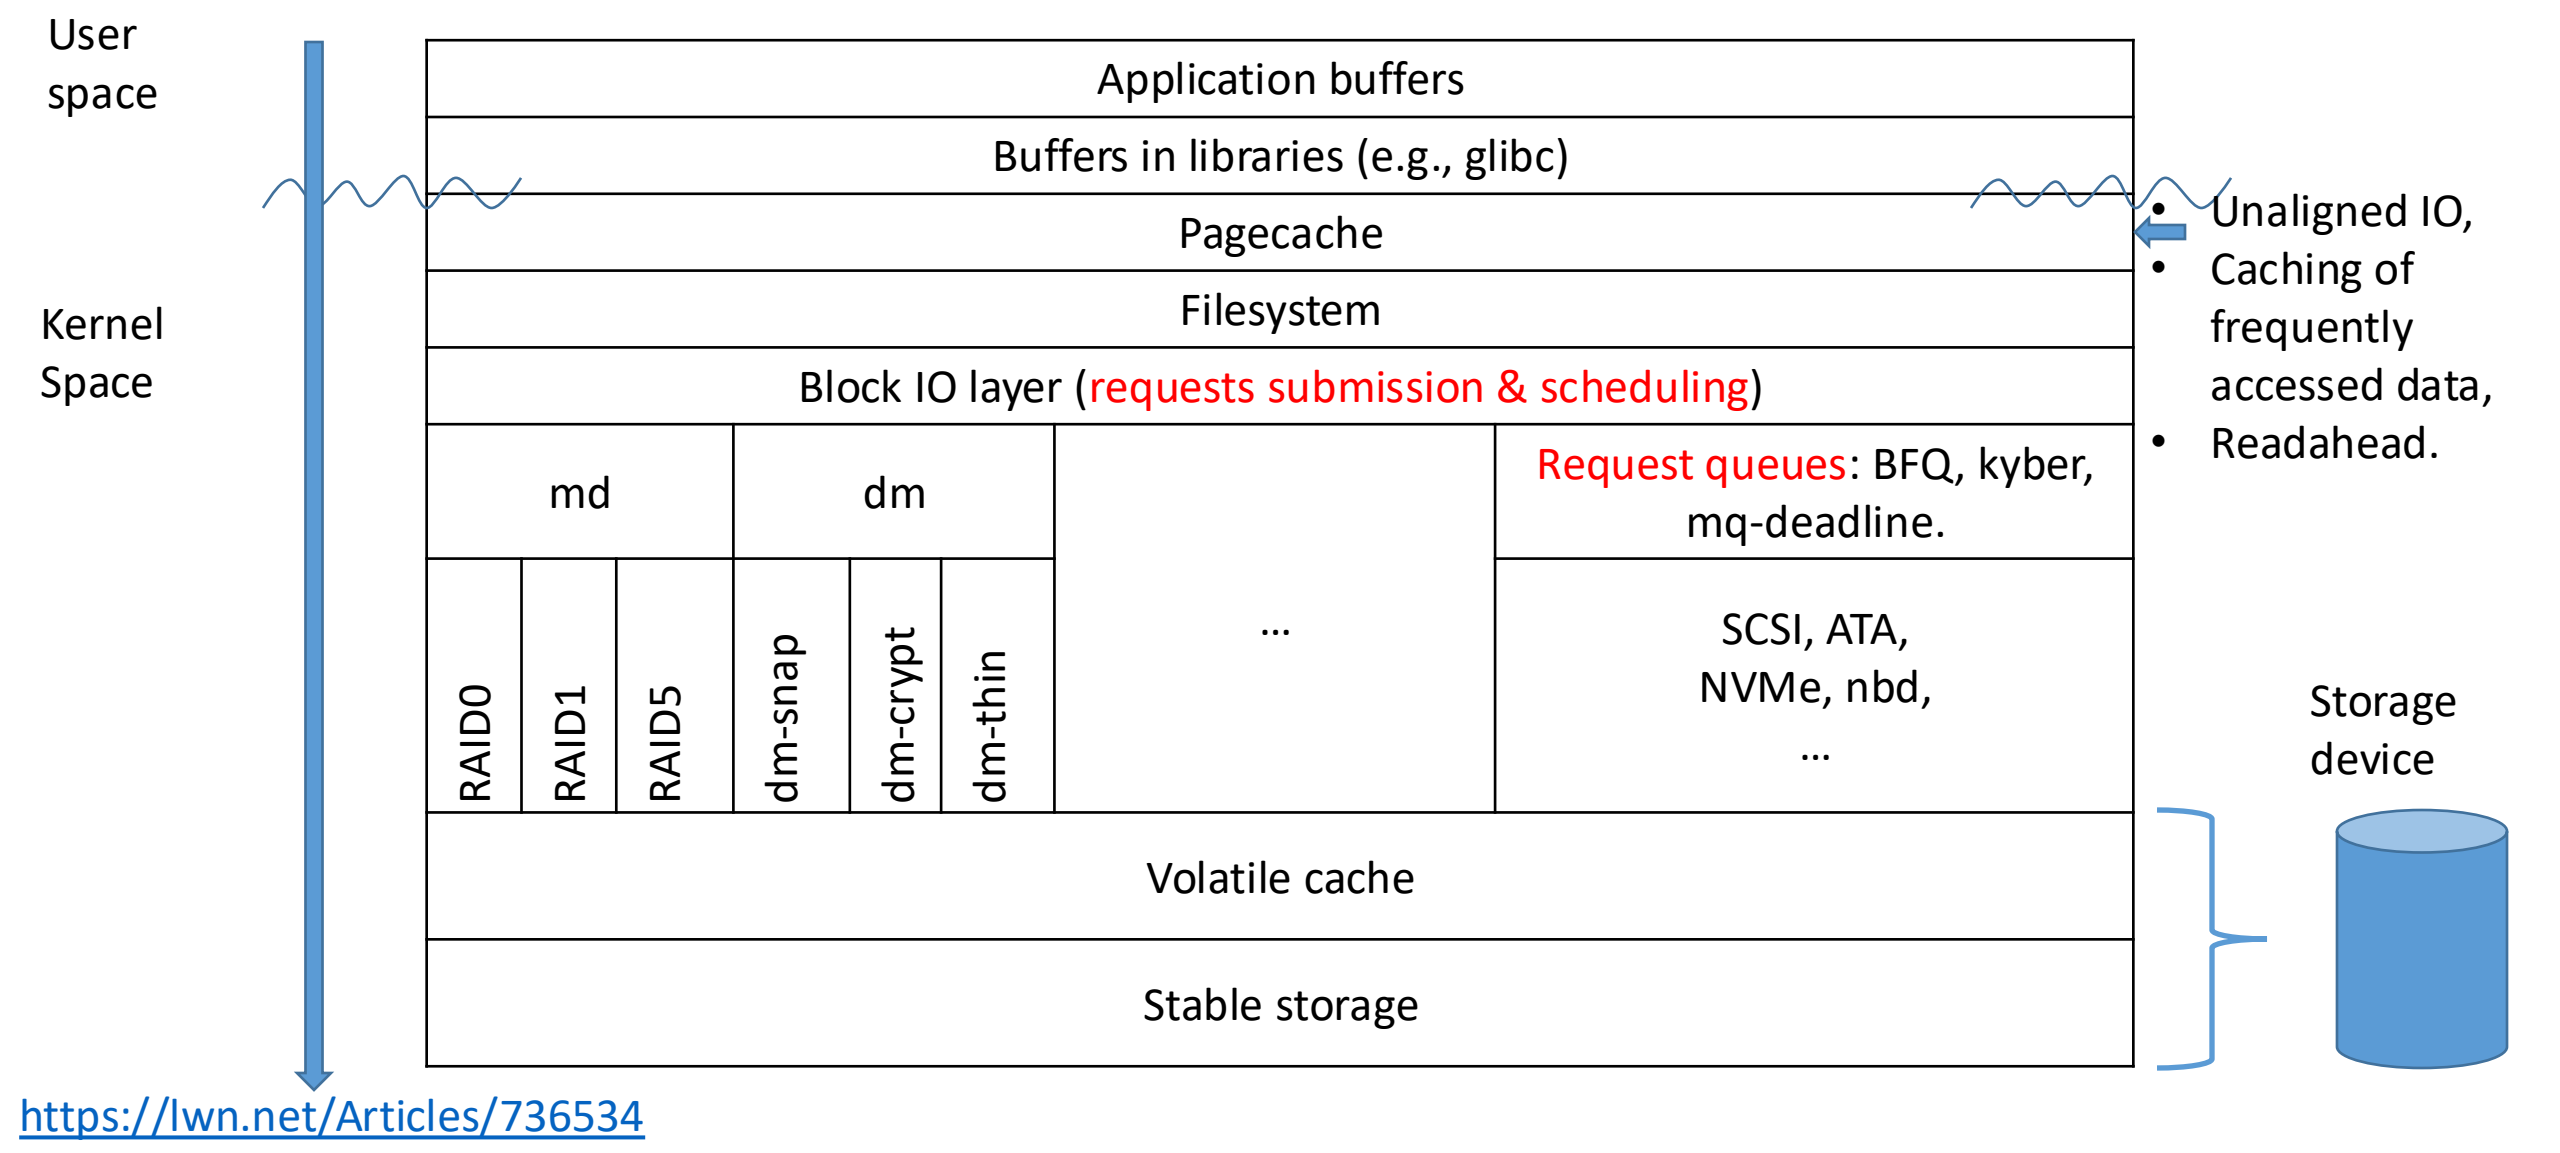 User
space
Application buffers
Buffers in libraries (e.g., glibc)
Pagecache
• Unaligned IO,
• Caching of
frequently
accessed data,
• Readahead.
Filesystem
Kernel
Space
Block IO layer (requests submission & scheduling)
md
dm
...
Request queues: BFQ, kyber,
mq-deadline.
RAID0
RAID1
RAID5
dm-snap
dm-crypt
dm-thin
SCSI, ATA,
NVMe, nbd,
...
Storage
device
Volatile cache
Stable storage
https://lwn.net/Articles/736534